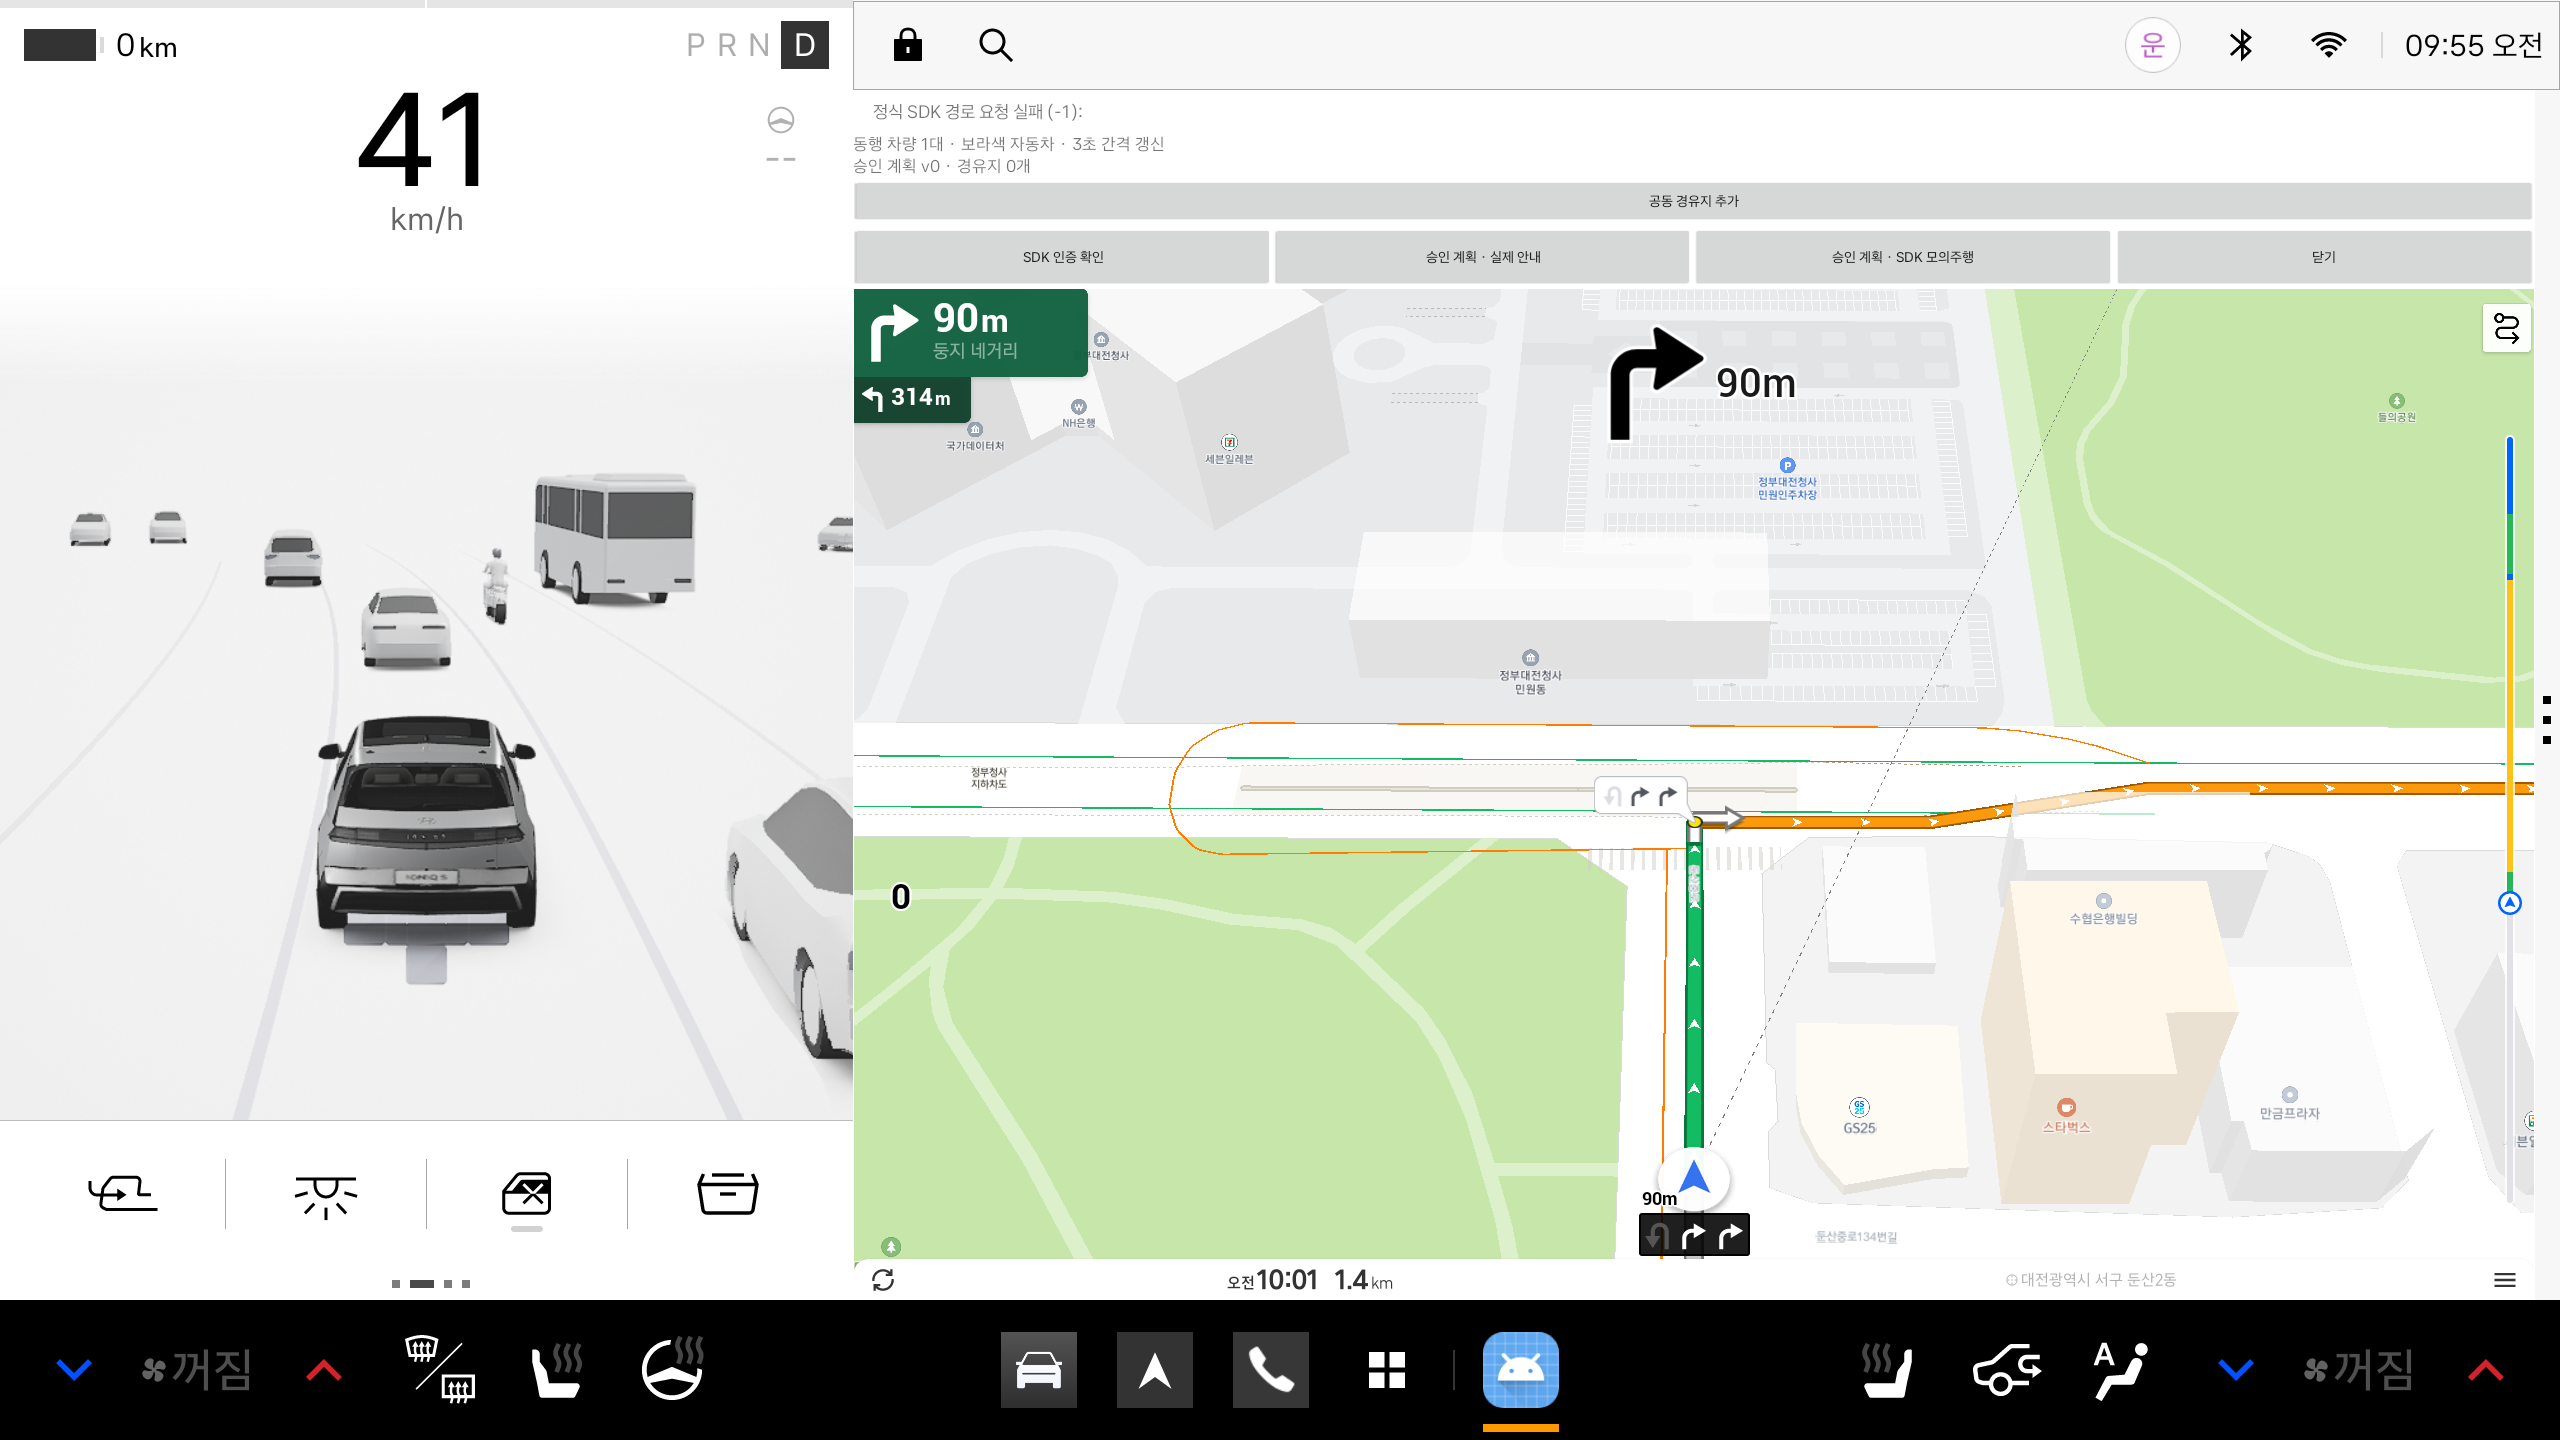 0 km
P R N D
41
km/h
운
09:55 오전
정식 SDK 경로 요청 실패 (-1):
동행 차량 1대 · 보라색 자동차 · 3초 간격 갱신
승인 계획 v0 · 경유지 0개
공동 경유지 추가
SDK 인증 확인
승인 계획 · 실제 안내
승인 계획 · SDK 모의주행
닫기
90m
둥지 네거리
314m
90m
NH은행
국가데이터처
세븐일레븐
P
정부대전청사
민원인주차장
들의공원
정부대전청사
민원동
정부청사
지하차도
0
수협은행빌딩
GS25
GS25
스타벅스
만금프라자
IONIQ 5
90m
둔산중로134번길
오전 10:01 1.4 km
대전광역시 서구 둔산2동
꺼짐
A
꺼짐